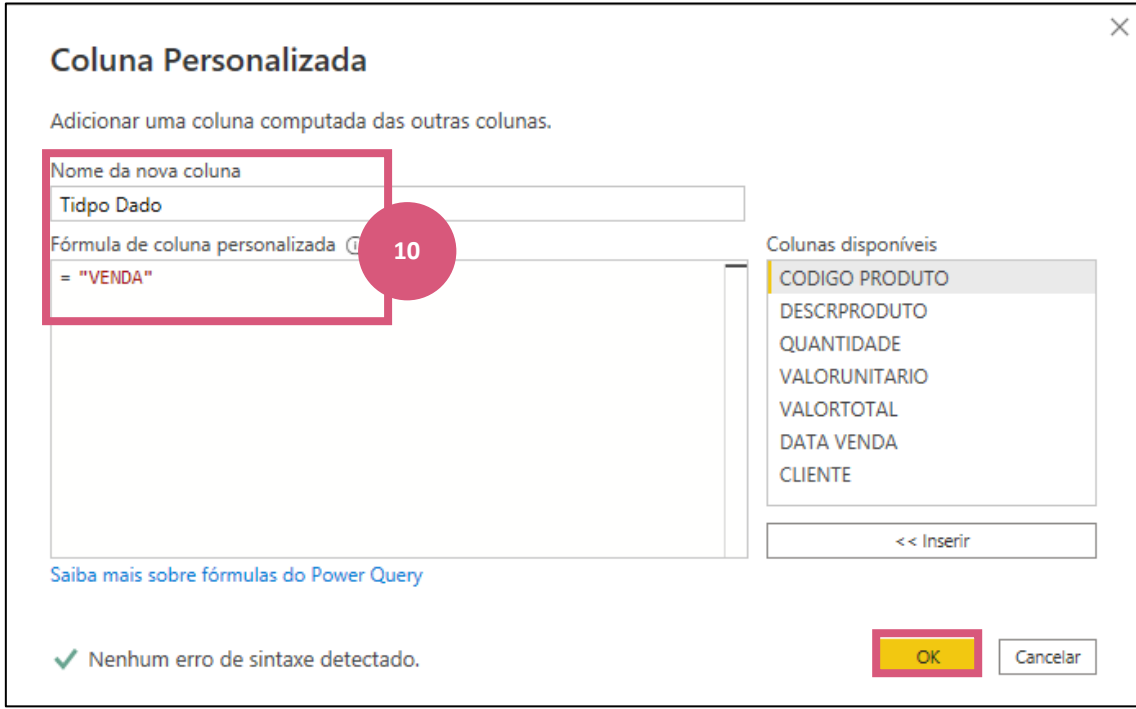 Coluna Personalizada
Adicionar uma coluna computada das outras colunas.
Nome da nova coluna
Tidpo Dado
Fórmula de coluna personalizada
10
= "VENDA"
Colunas disponíveis
CODIGO PRODUTO
DESCRPRODUTO
QUANTIDADE
VALORUNITARIO
VALORTOTAL
DATA VENDA
CLIENTE
<< Inserir
Saiba mais sobre fórmulas do Power Query
Nenhum erro de sintaxe detectado.
OK
Cancelar